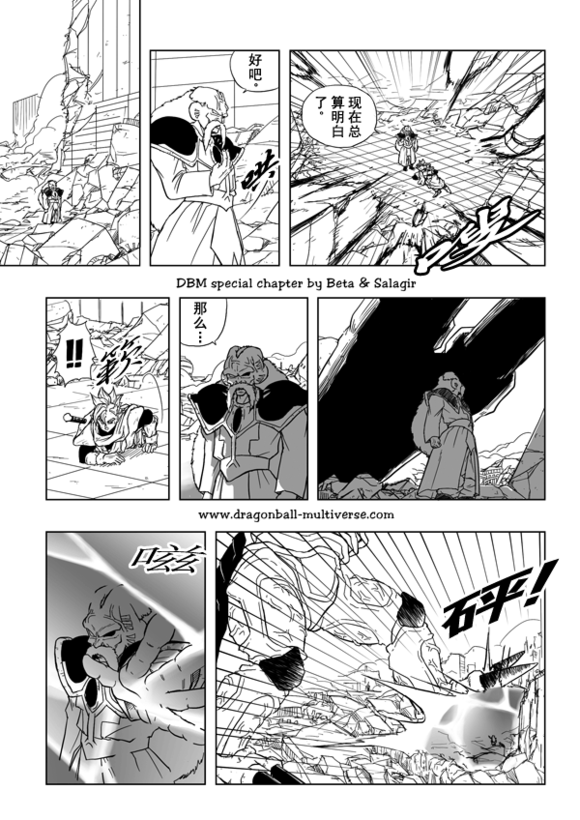 好吧。
现在总
算明白
了。
DBM special chapter by Beta & Salagir
!!
那么…
www.dragonball-multiverse.com
嗞
砰!